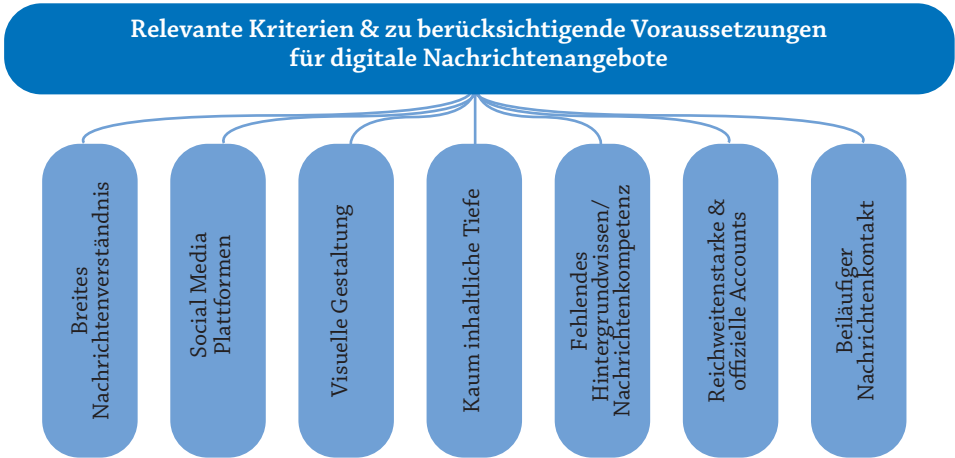 Relevante Kriterien & zu berücksichtigende Voraussetzungen
für digitale Nachrichtenangebote
Breites
Nachrichtenverständnis
Social Media
Plattformen
Visuelle Gestaltung
Kaum inhaltliche Tiefe
Fehlendes
Hintergrundwissen/
Nachrichtenkompetenz
Reichweitenstarke &
offizielle Accounts
Beiläufiger
Nachrichtenkontakt